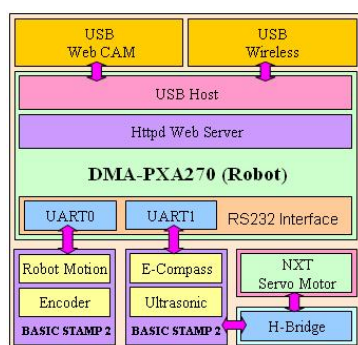 USB
Web CAM
USB
Wireless
USB Host
Httpd Web Server
DMA-PXA270 (Robot)
UART0
UART1
RS232 Interface
Robot Motion
Encoder
BASIC STAMP 2
E-Compass
Ultrasonic
BASIC STAMP 2
NXT
Servo Motor
H-Bridge